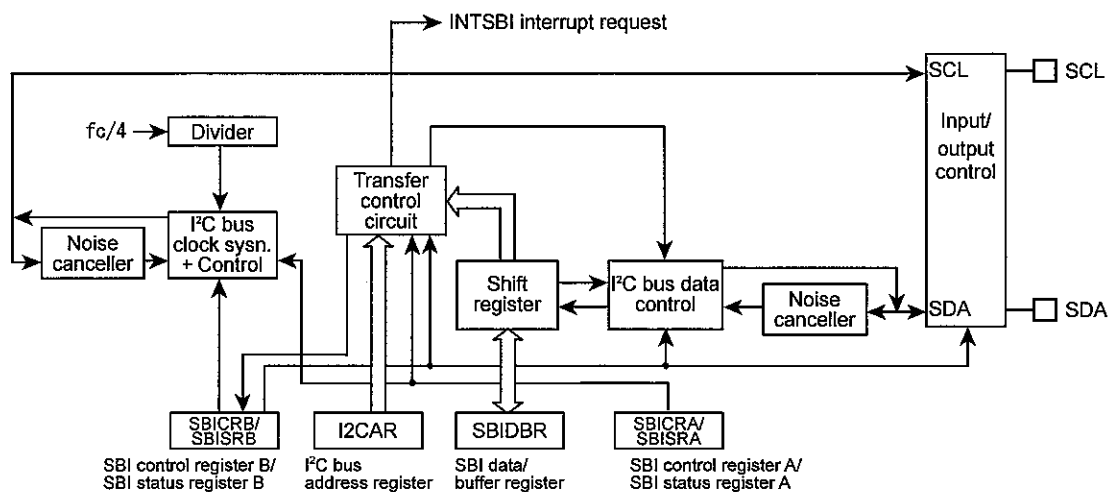 INTSBI interrupt request
SCL
SCL
fc/4
Divider
Input/
output
control
Transfer
control
circuit
I²C bus
clock sysn.
+ Control
Noise
canceller
Shift
register
I²C bus data
control
Noise
canceller
SDA
SDA
SBICRB/
SBISRB
I2CAR
SBIDBR
SBICRA/
SBISRA
SBI control register B/
SBI status register B
I²C bus
address register
SBI data/
buffer register
SBI control register A/
SBI status register A